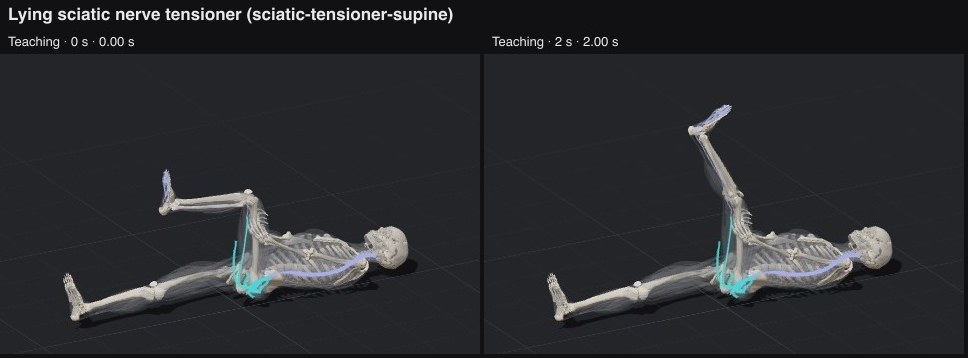 Lying sciatic nerve tensioner (sciatic-tensioner-supine)
Teaching · 0 s · 0.00 s
Teaching · 2 s · 2.00 s